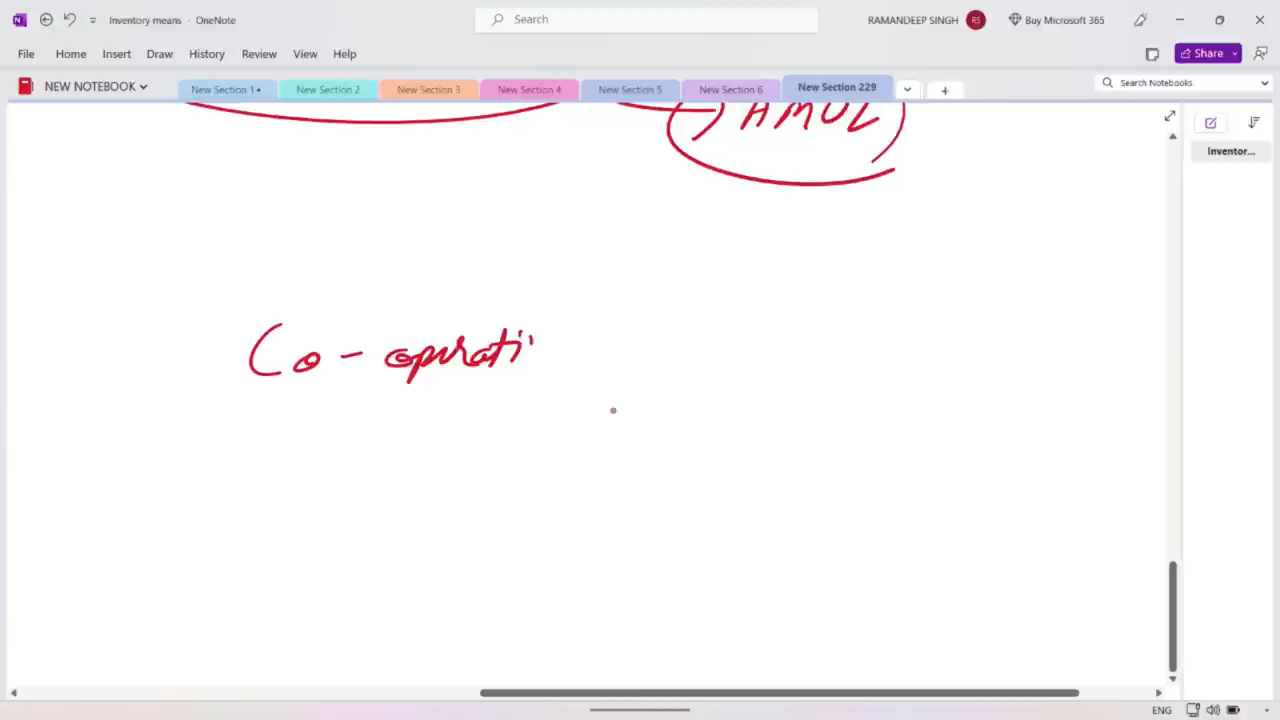 Inventory means - OneNote
Search
RAMANDEEP SINGH RS
Buy Microsoft 365
File Home Insert Draw History Review View Help
Share
NEW NOTEBOOK
New Section 1 •
New Section 2
New Section 3
New Section 4
New Section 5
New Section 6
New Section 229
+
Search Notebooks
AMUL
Inventor...
Co-operati
ENG